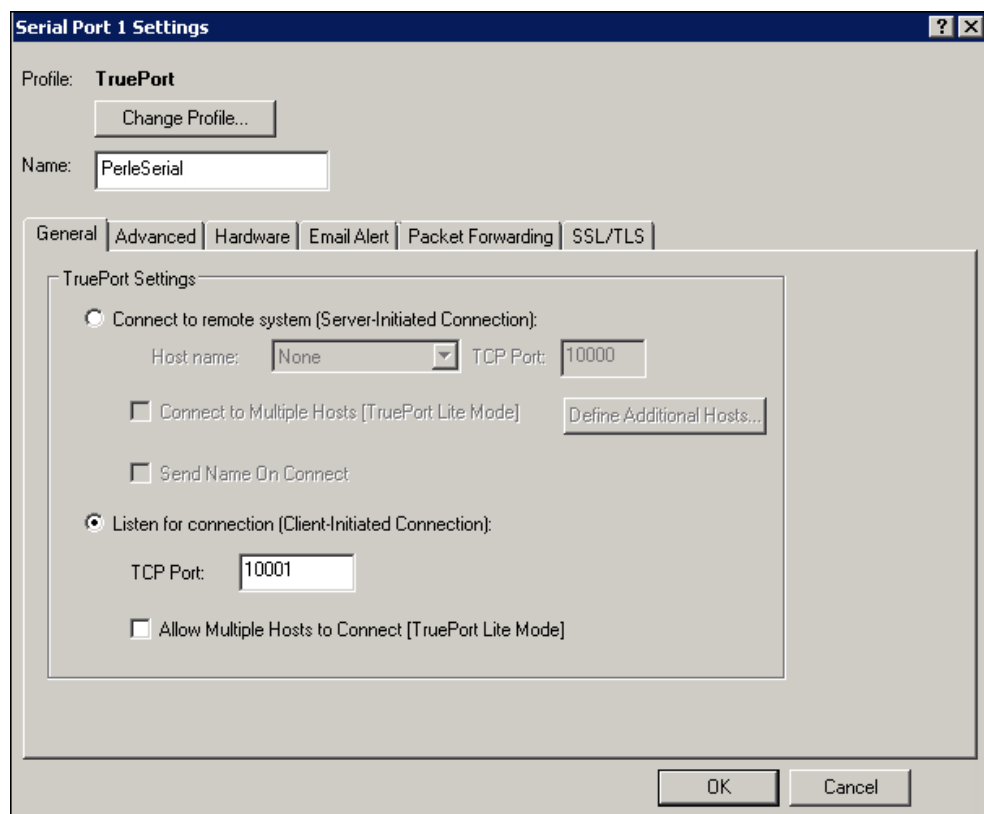 Serial Port 1 Settings
Profile: TruePort
Change Profile...
Name: PerleSerial
General Advanced Hardware Email Alert Packet Forwarding SSL/TLS
TruePort Settings
Connect to remote system (Server-Initiated Connection):
Host name: None TCP Port: 10000
Connect to Multiple Hosts [TruePort Lite Mode] Define Additional Hosts...
Send Name On Connect
Listen for connection (Client-Initiated Connection):
TCP Port: 10001
Allow Multiple Hosts to Connect [TruePort Lite Mode]
OK Cancel